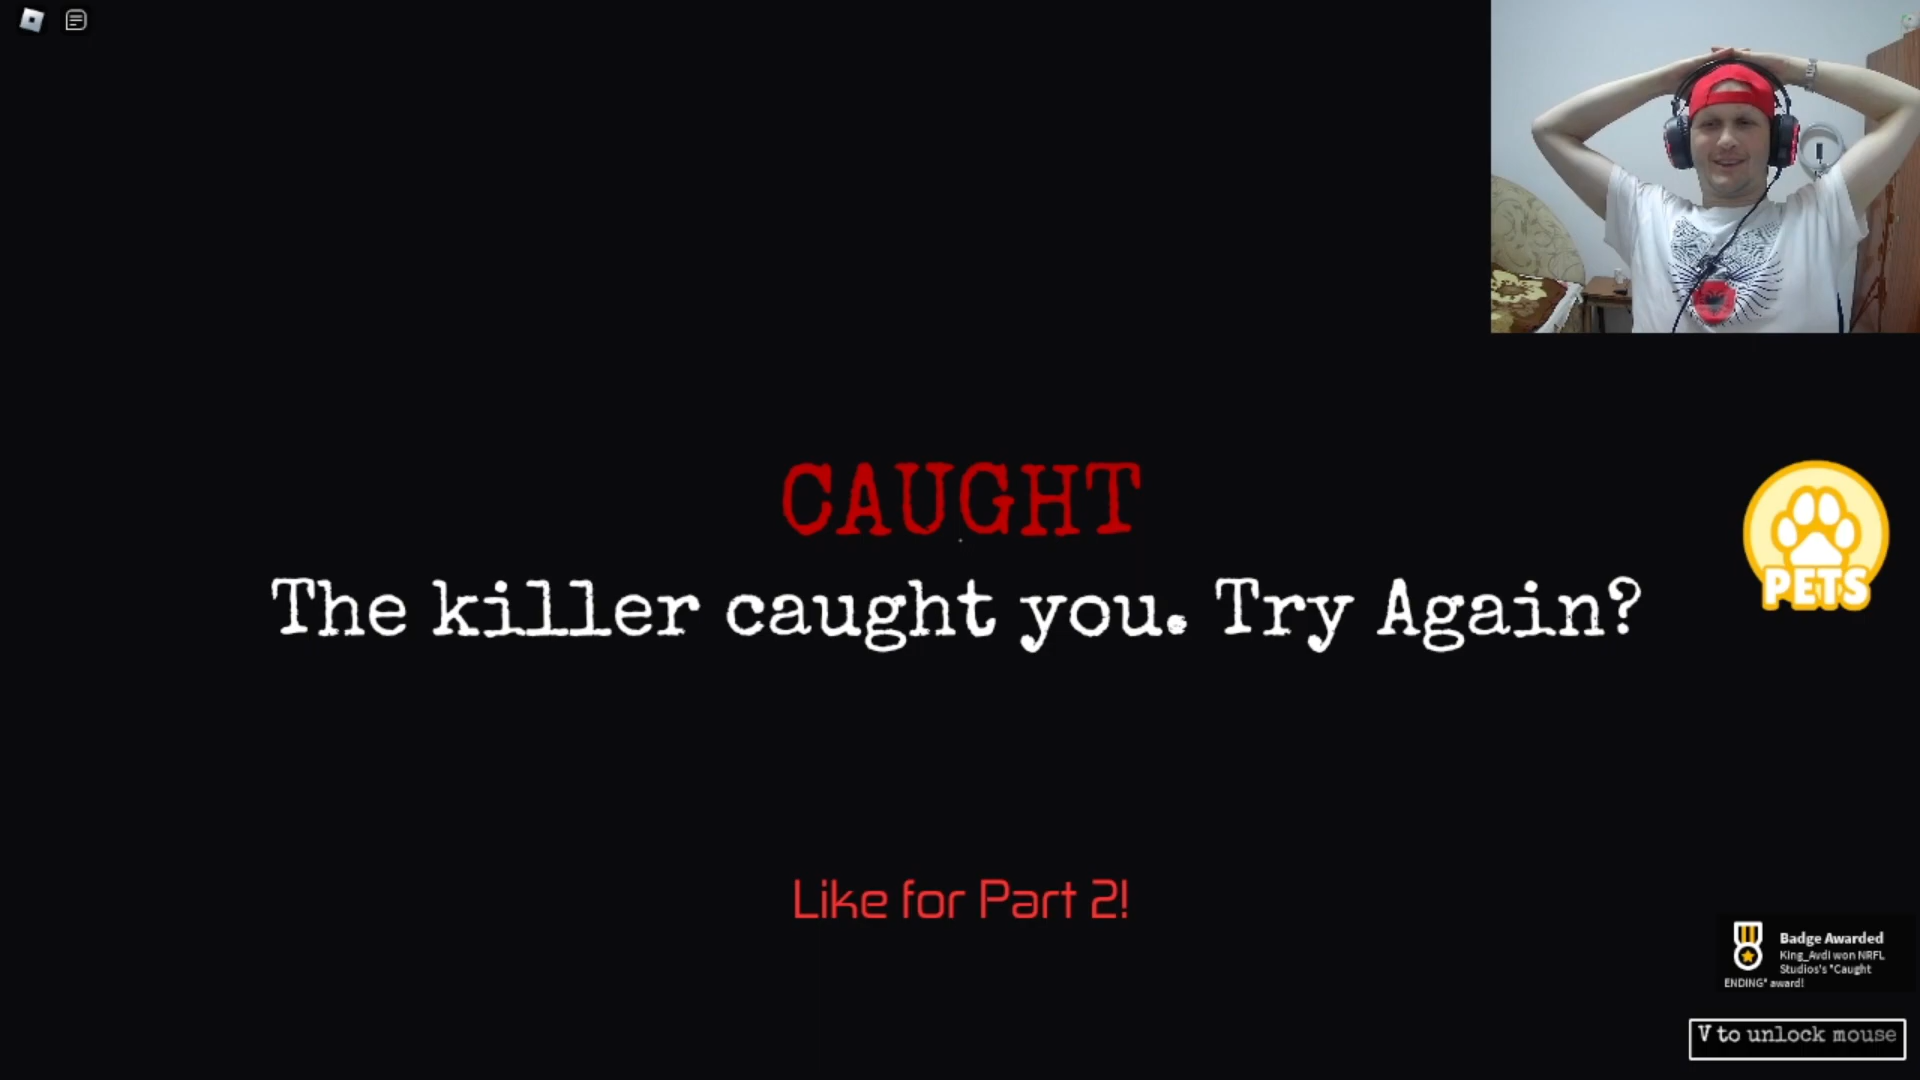 CAUGHT
The killer caught you. Try Again?
PETS
Like for Part 2!
Badge Awarded
King_Avdi won NRFL
Studios's "Caught
ENDING" award!
V to unlock mouse